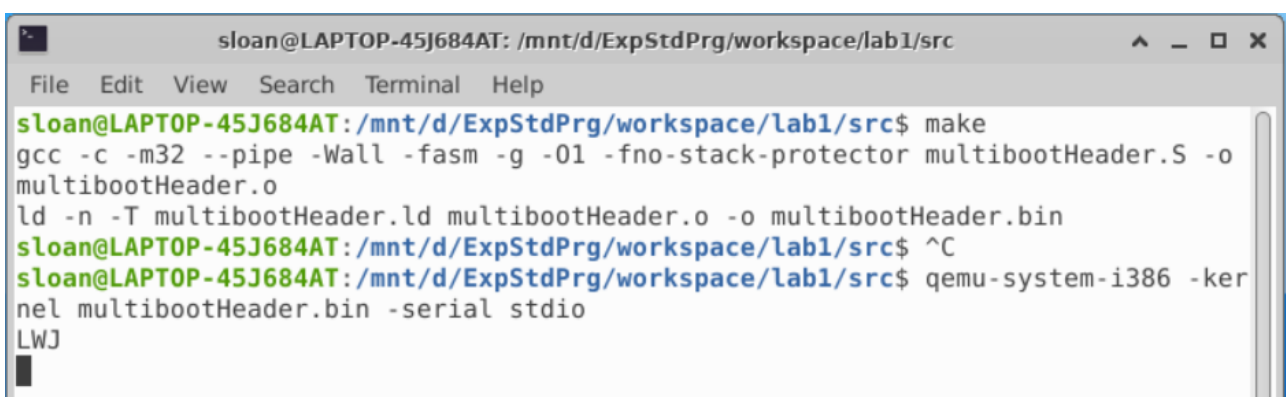 sloan@LAPTOP-45J684AT: /mnt/d/ExpStdPrg/workspace/lab1/src
File Edit View Search Terminal Help
sloan@LAPTOP-45J684AT:/mnt/d/ExpStdPrg/workspace/lab1/src$ make
gcc -c -m32 --pipe -Wall -fasm -g -O1 -fno-stack-protector multibootHeader.S -o
multibootHeader.o
ld -n -T multibootHeader.ld multibootHeader.o -o multibootHeader.bin
sloan@LAPTOP-45J684AT:/mnt/d/ExpStdPrg/workspace/lab1/src$ ^C
sloan@LAPTOP-45J684AT:/mnt/d/ExpStdPrg/workspace/lab1/src$ qemu-system-i386 -ker
nel multibootHeader.bin -serial stdio
LWJ